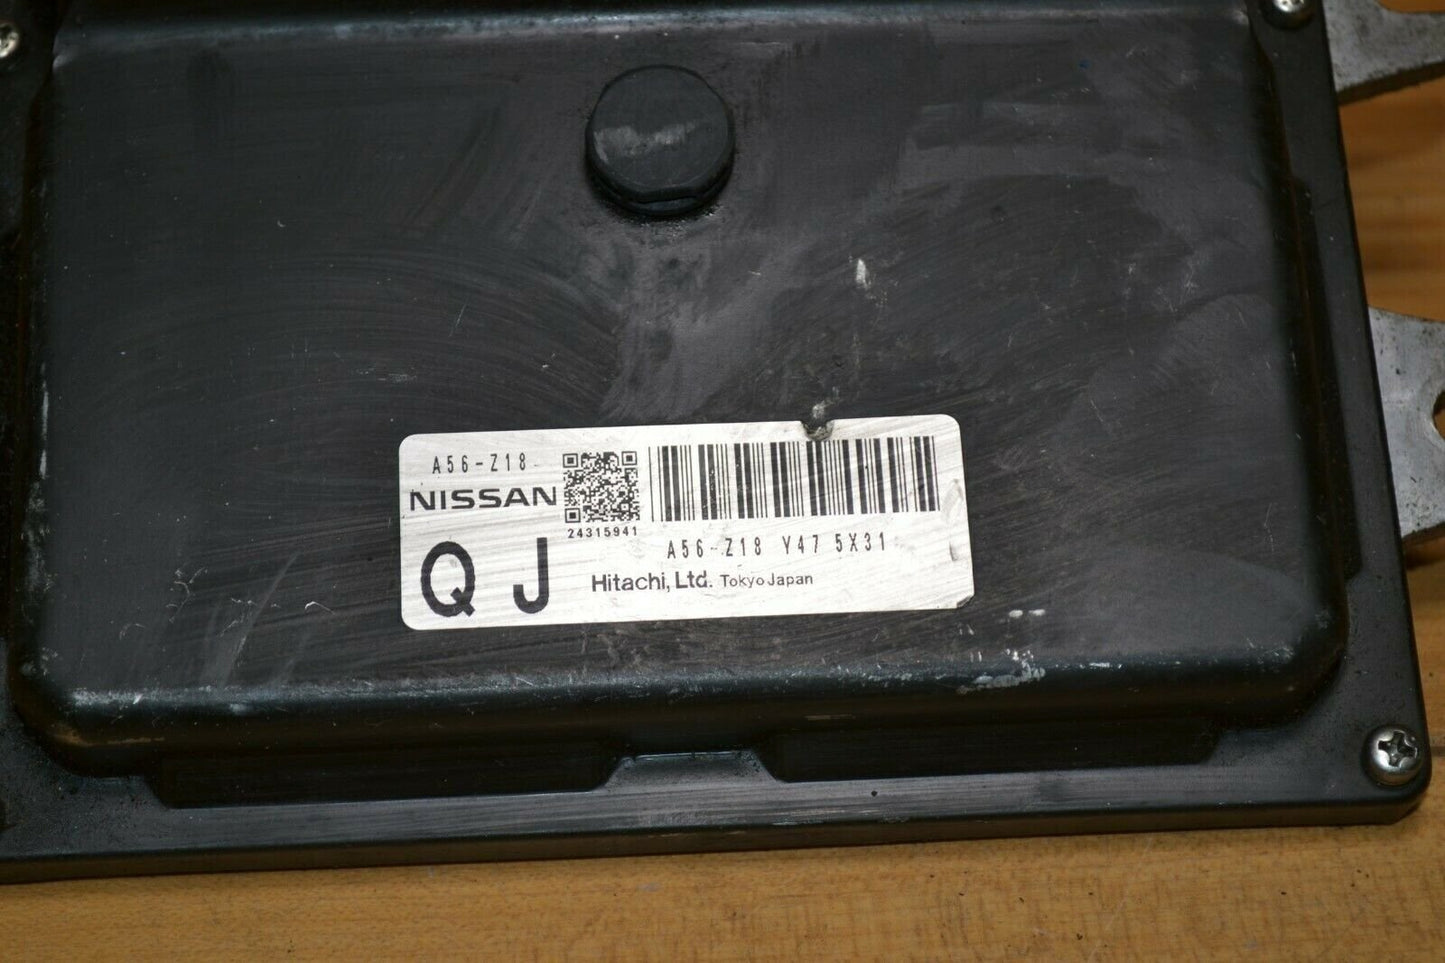 A56-Z18
NISSAN
24315941
A56-Z18 Y47 5X31
QJ
Hitachi, Ltd. Tokyo Japan